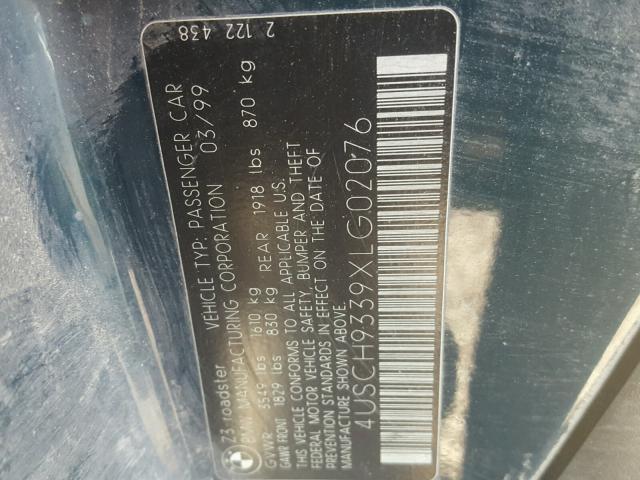 Z3 roadster VEHICLE TYP: PASSENGER CAR
BMW MANUFACTURING CORPORATION 03/99
GVWR 3549 lbs 1610 kg
GAWR FRONT 1829 lbs 830 kg REAR 1918 lbs 870 kg
THIS VEHICLE CONFORMS TO ALL APPLICABLE U.S.
FEDERAL MOTOR VEHICLE SAFETY, BUMPER AND THEFT
PREVENTION STANDARDS IN EFFECT ON THE DATE OF
MANUFACTURE SHOWN ABOVE.
4USCH9339XLG02076
2 122 438